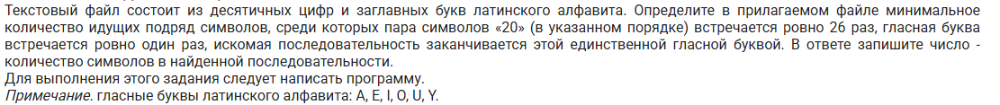 Текстовый файл состоит из десятичных цифр и заглавных букв латинского алфавита. Определите в прилагаемом файле минимальное
количество идущих подряд символов, среди которых пара символов «20» (в указанном порядке) встречается ровно 26 раз, гласная буква
встречается ровно один раз, искомая последовательность заканчивается этой единственной гласной буквой. В ответе запишите число -
количество символов в найденной последовательности.
Для выполнения этого задания следует написать программу.
Примечание. гласные буквы латинского алфавита: A, E, I, O, U, Y.